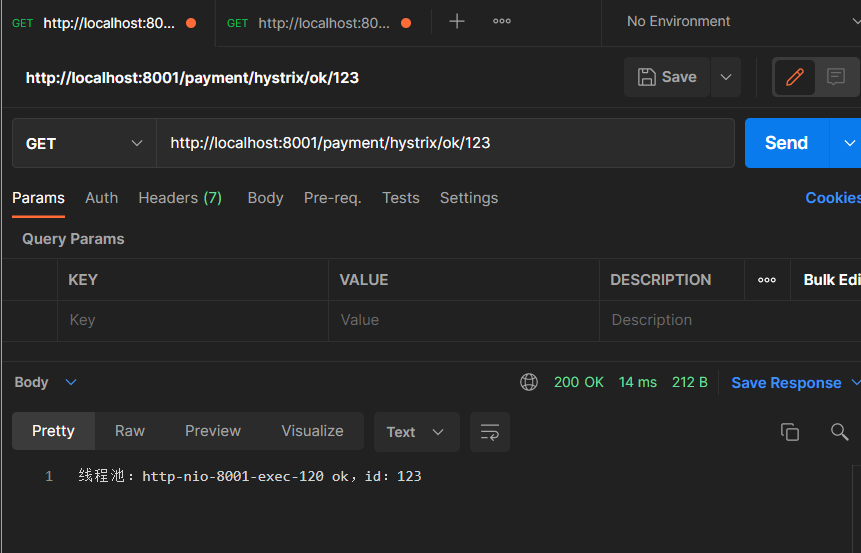 GET http://localhost:80... GET http://localhost:80... No Environment
http://localhost:8001/payment/hystrix/ok/123 Save
GET http://localhost:8001/payment/hystrix/ok/123 Send
Params Auth Headers (7) Body Pre-req. Tests Settings Cookies
Query Params
KEY VALUE DESCRIPTION Bulk Edi
Key Value Description
Body 200 OK 14 ms 212 B Save Response
Pretty Raw Preview Visualize Text
1 线程池：http-nio-8001-exec-120 ok，id：123